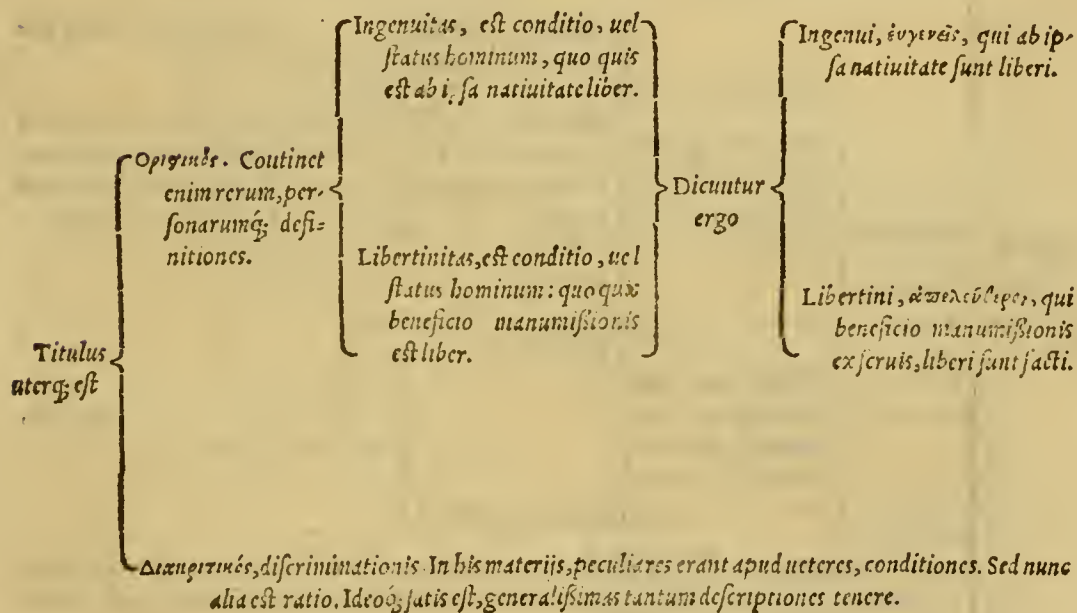 Titulus
uterq; est
Οριστικὸς. Continet
enim rerum, per-
sonarumq́; defi-
nitiones.
Ingenuitas, est conditio, uel
status hominum, quo quis
est ab ipsa natiuitate liber.
Libertinitas, est conditio, uel
status hominum: quo quis
beneficio manumißionis
est liber.
Dicuntur
ergo
Ingenui, ἐυγενεῖς, qui ab ip-
sa natiuitate sunt liberi.
Libertini, ἀπελεύθεροι, qui
beneficio manumißionis
ex seruis, liberi sunt facti.
Διακριτικός, discriminationis. In his materijs, peculiares erant apud ueteres, conditiones. Sed nunc
alia est ratio. Ideoq; satis est, generalißimas tantum descriptiones tenere.